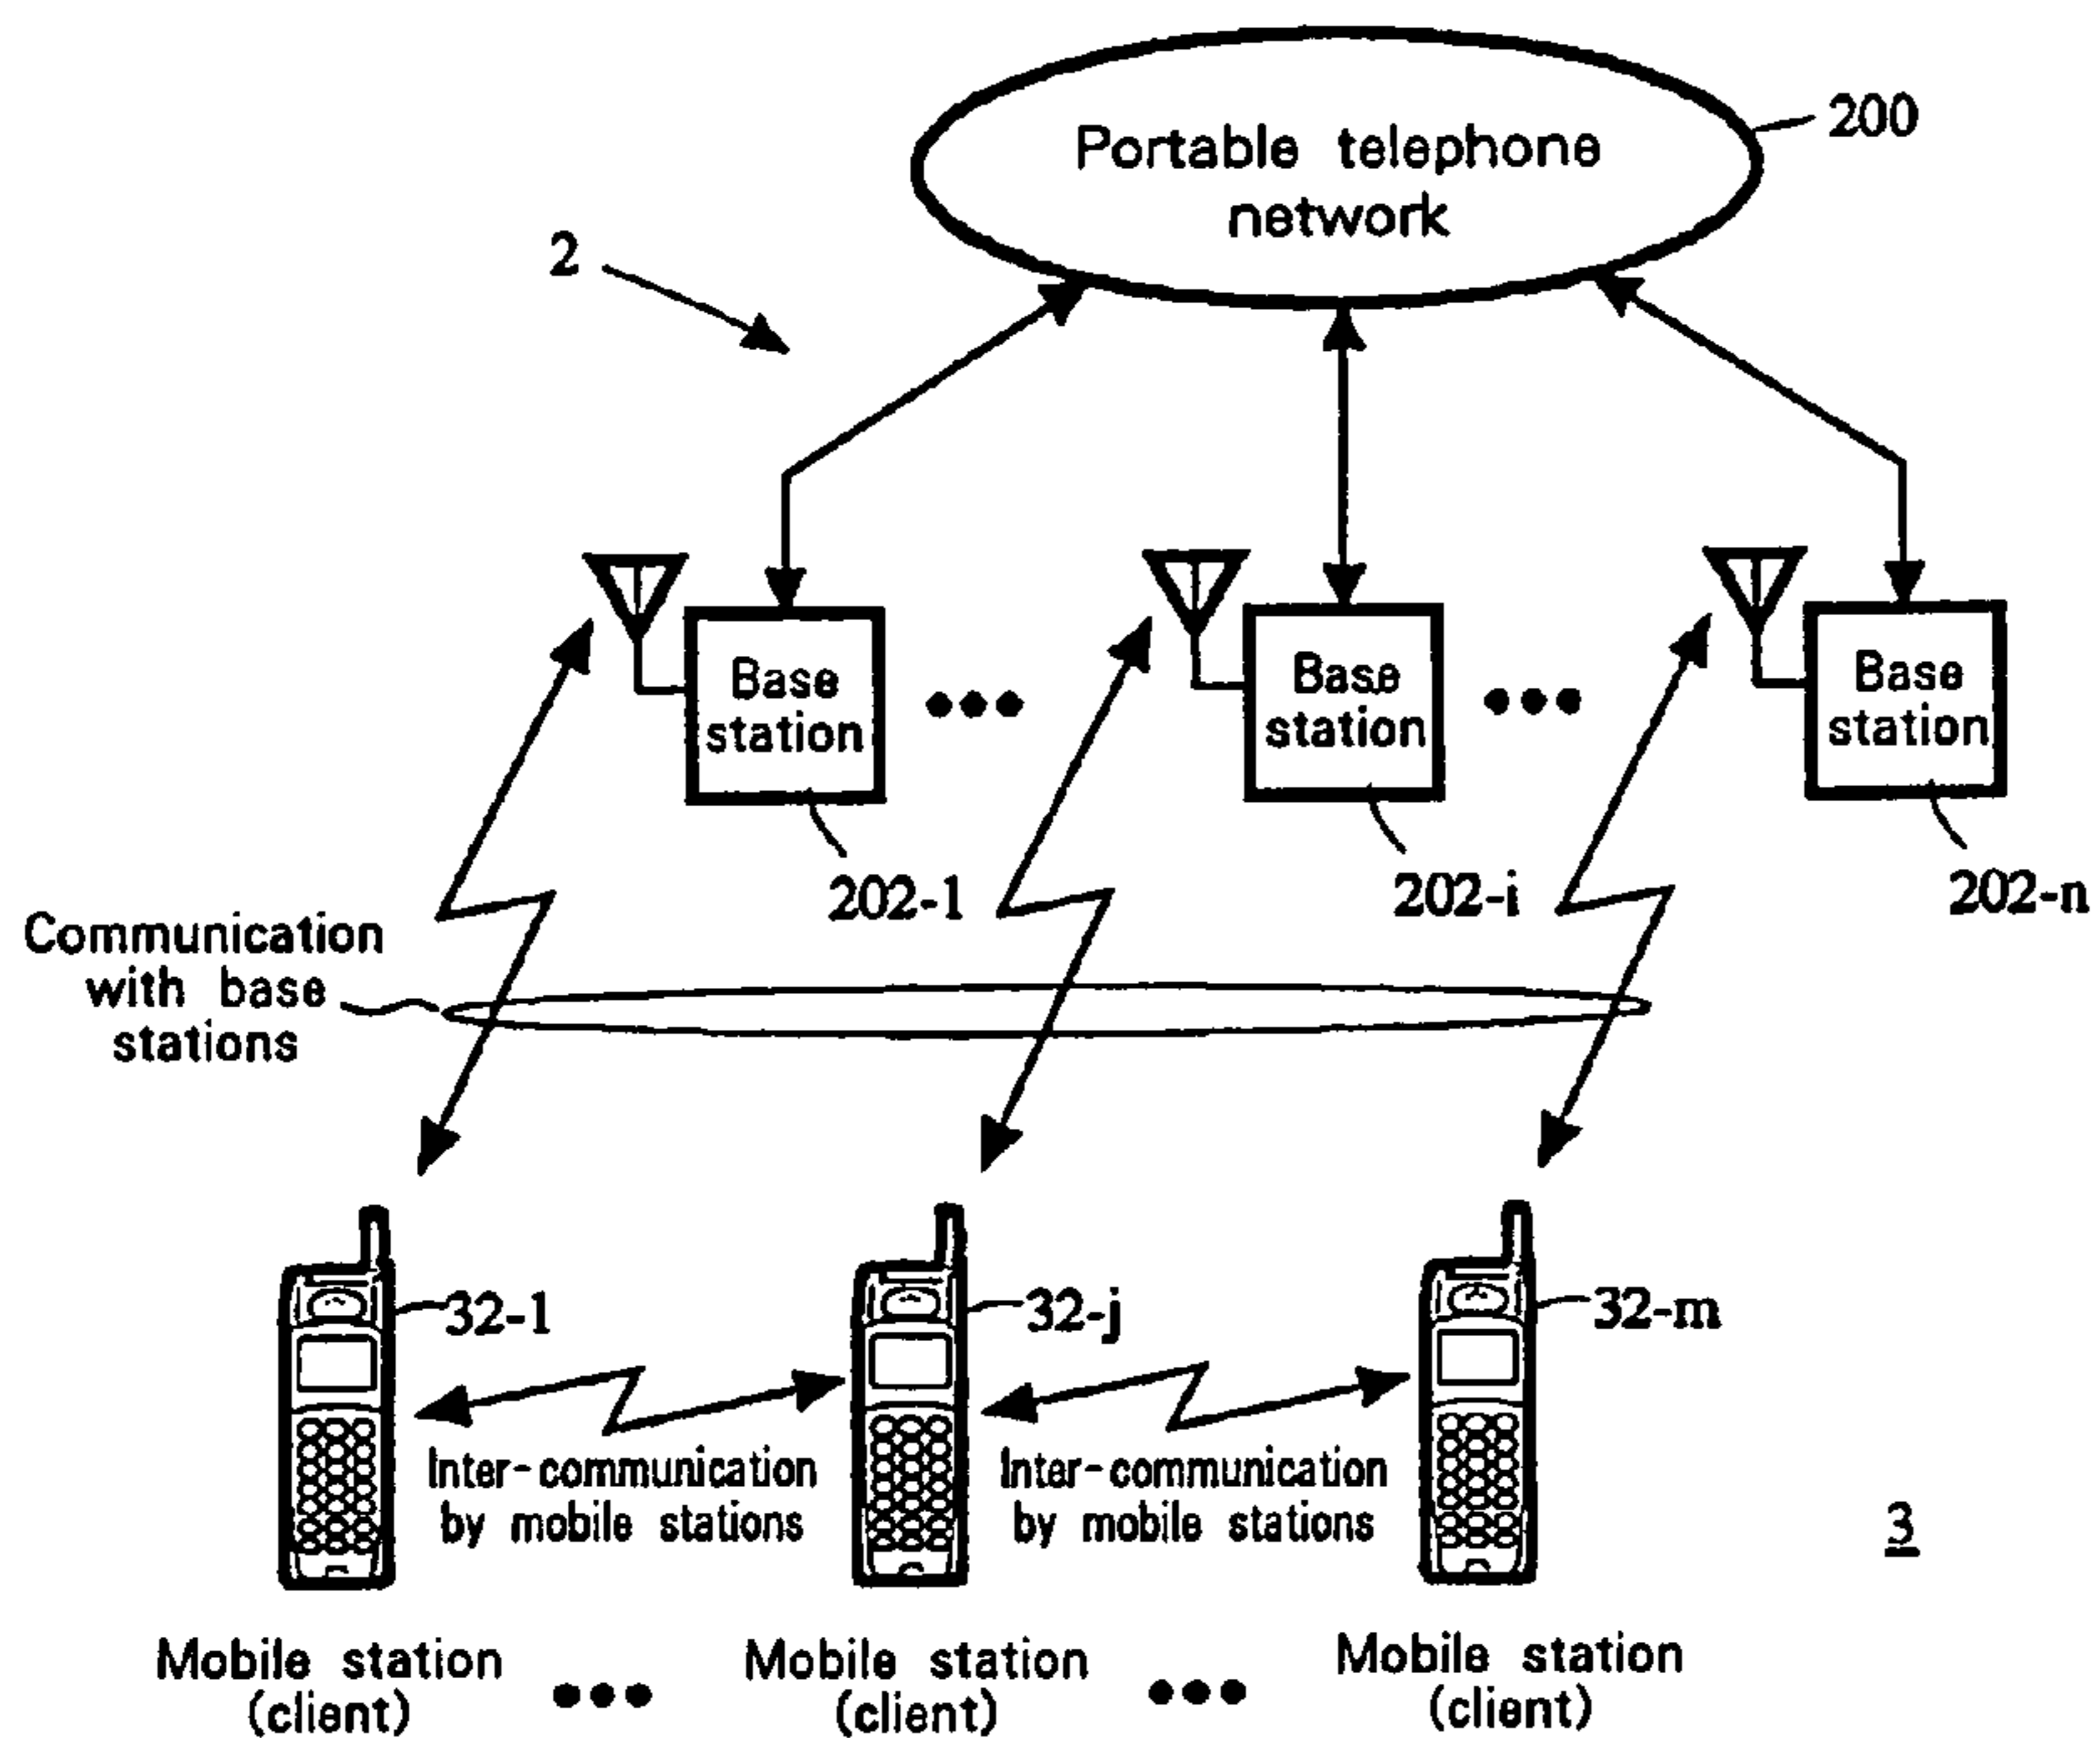 Portable telephone
network
200
2
Base
station
Base
station
Base
station
202-1
202-i
202-n
Communication
with base
stations
32-1
32-j
32-m
Inter-communication
by mobile stations
Inter-communication
by mobile stations
3
Mobile station
(client)
Mobile station
(client)
Mobile station
(client)